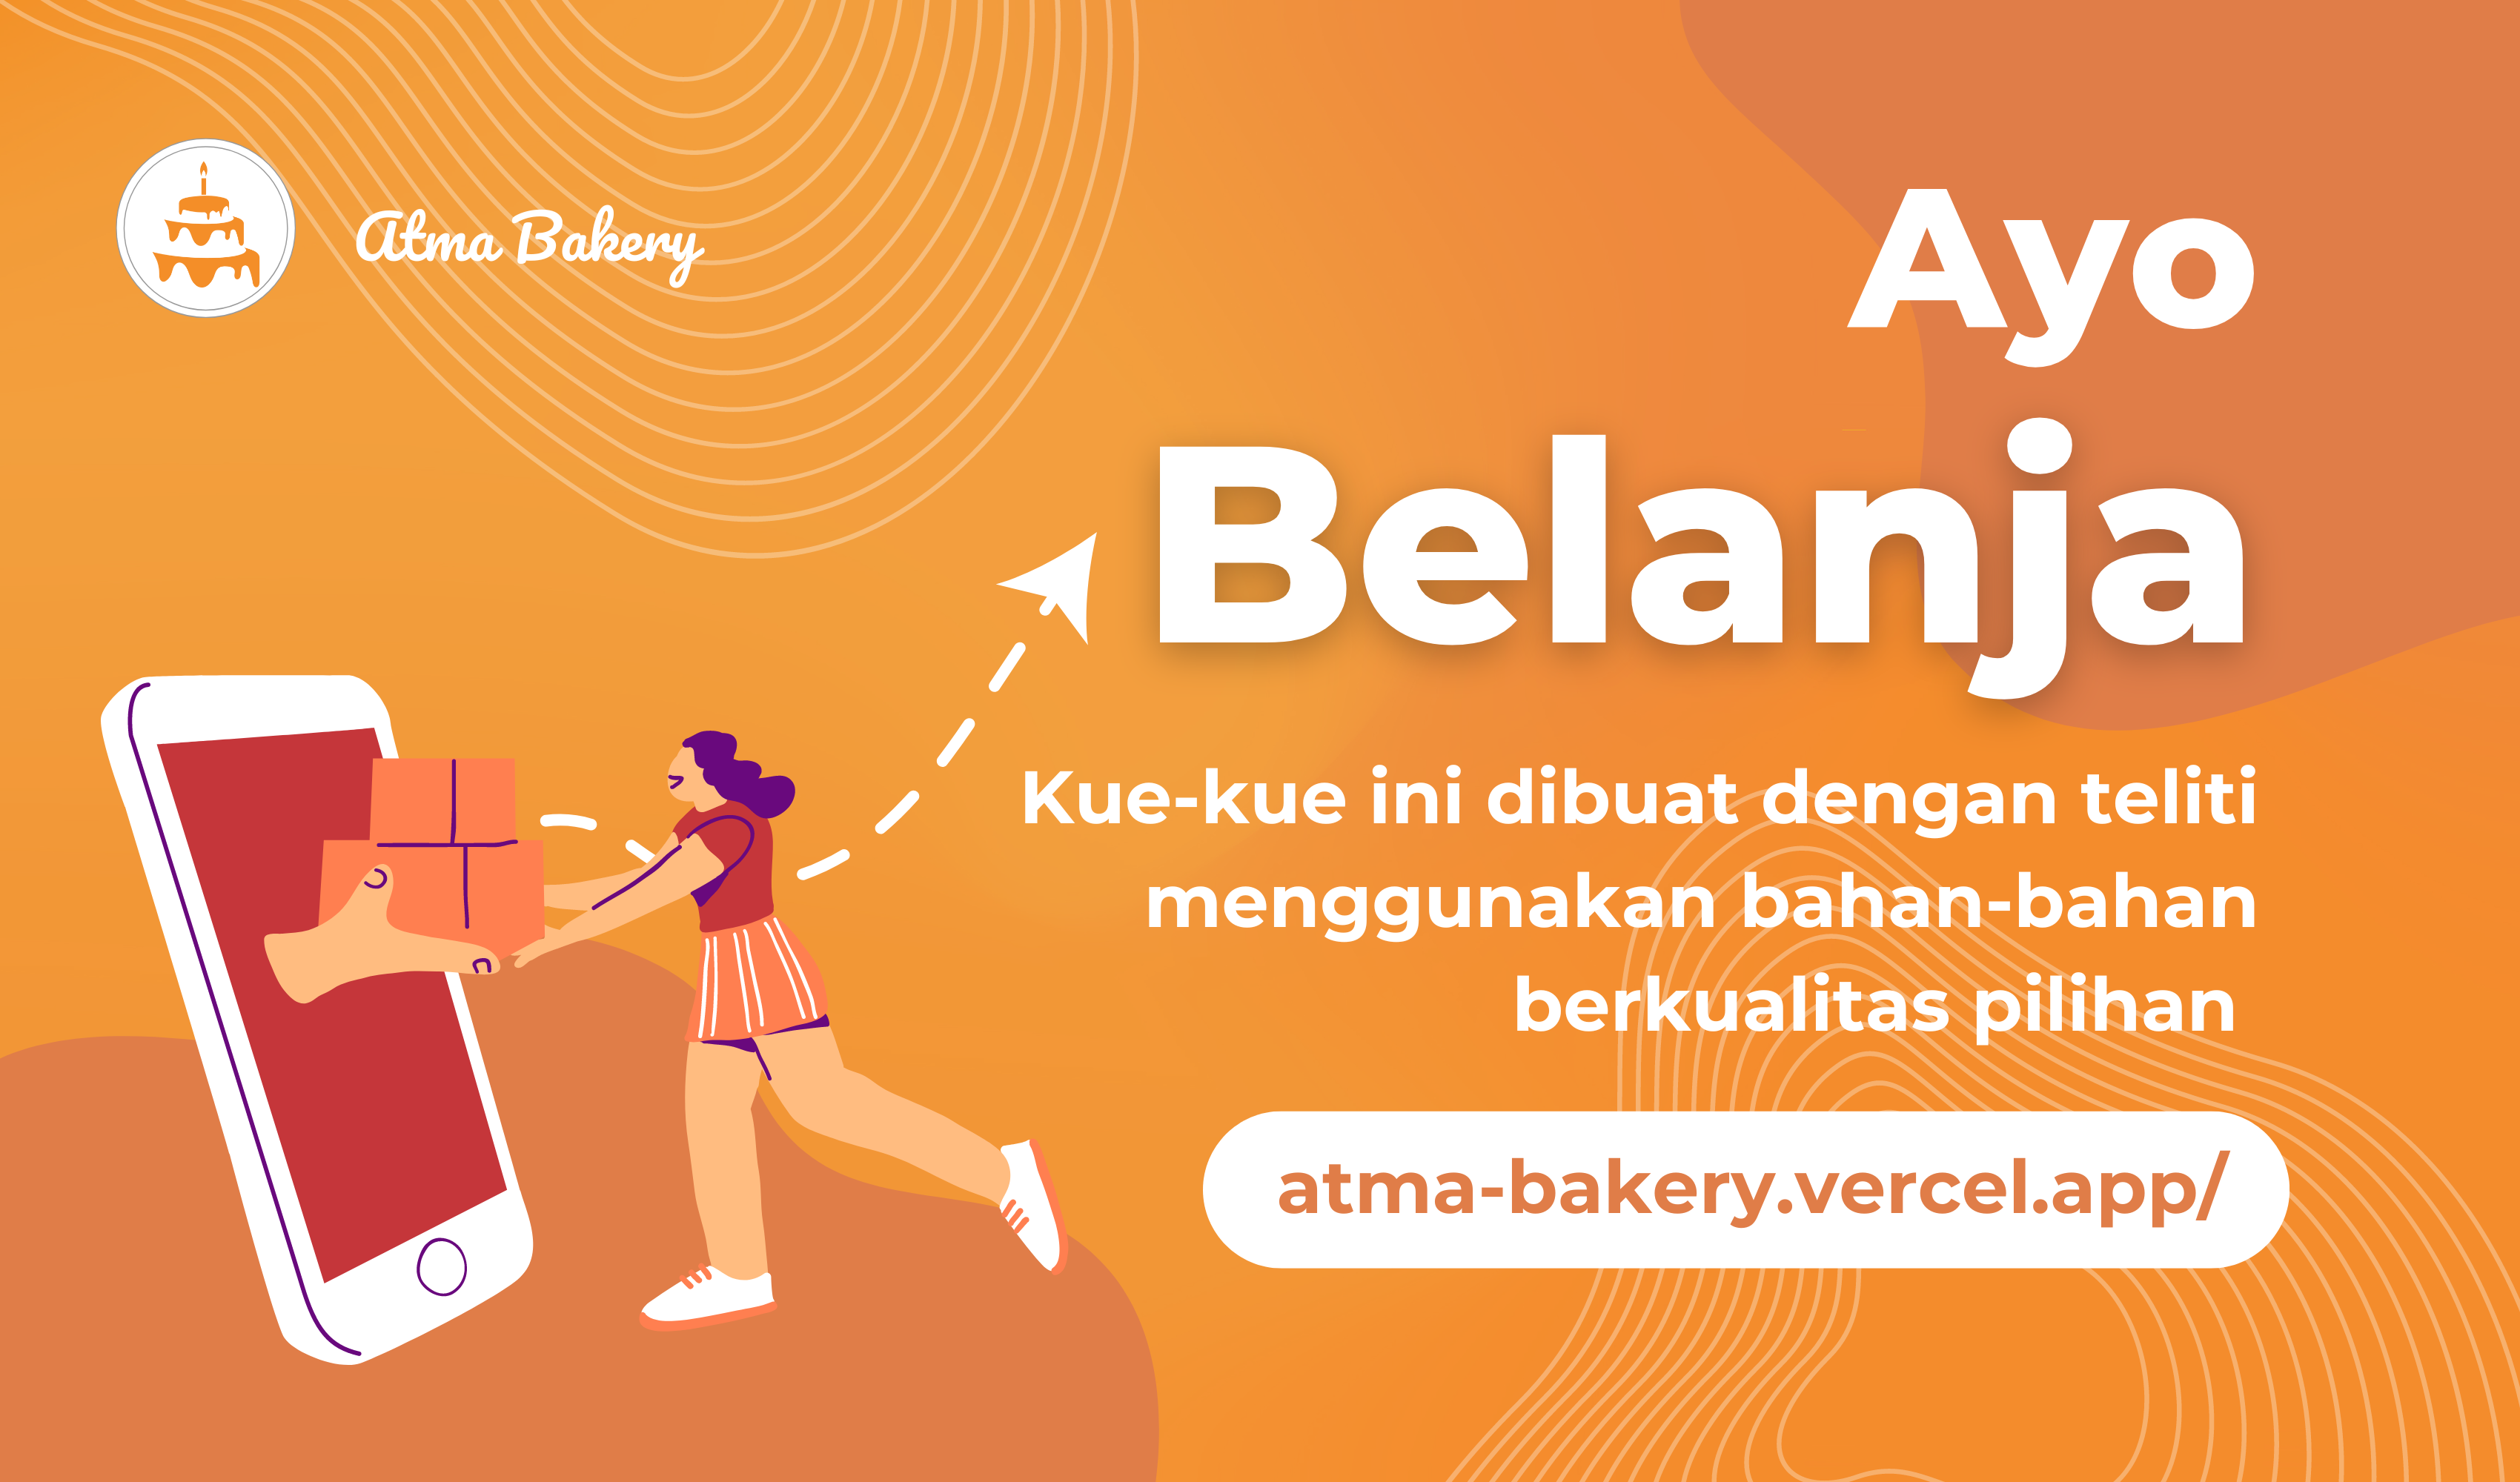 Atma Bakery
Ayo
Belanja
Kue-kue ini dibuat dengan teliti
menggunakan bahan-bahan
berkualitas pilihan
atma-bakery.vercel.app/